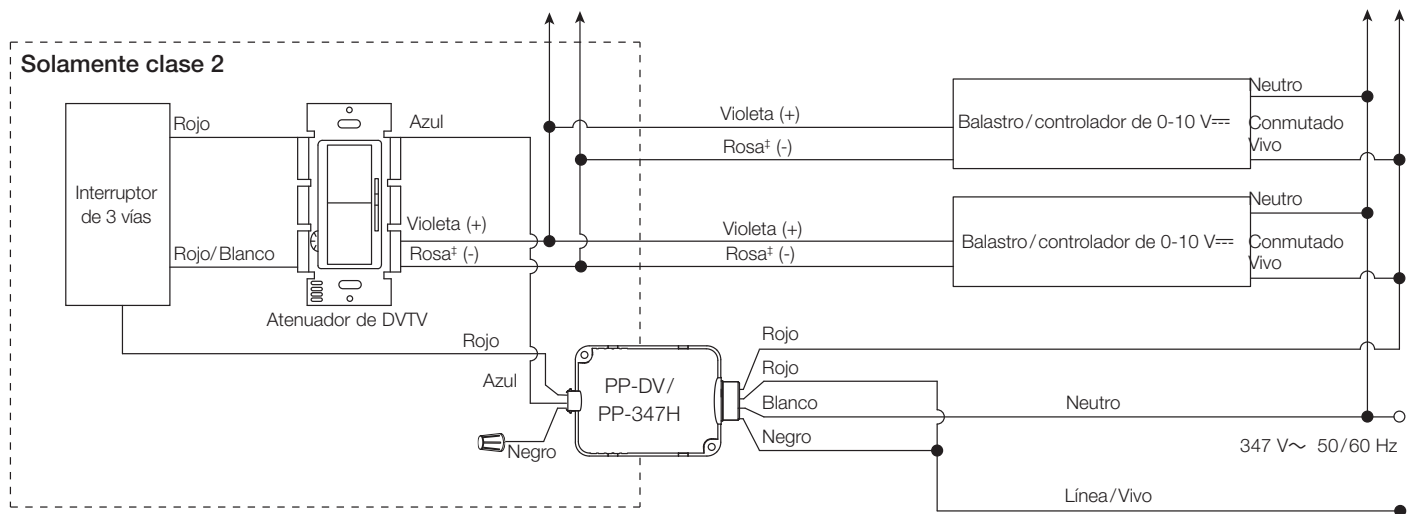 Solamente clase 2
Interruptor
de 3 vías
Rojo
Rojo/Blanco
Azul
Violeta (+)
Rosa‡ (-)
Atenuador de DVTV
Violeta (+)
Rosa‡ (-)
Balastro/controlador de 0-10 V⎓
Neutro
Conmutado
Vivo
Violeta (+)
Rosa‡ (-)
Balastro/controlador de 0-10 V⎓
Neutro
Conmutado
Vivo
Rojo
Azul
Negro
PP-DV/
PP-347H
Rojo
Rojo
Blanco
Negro
Neutro
347 V～ 50/60 Hz
Línea/Vivo